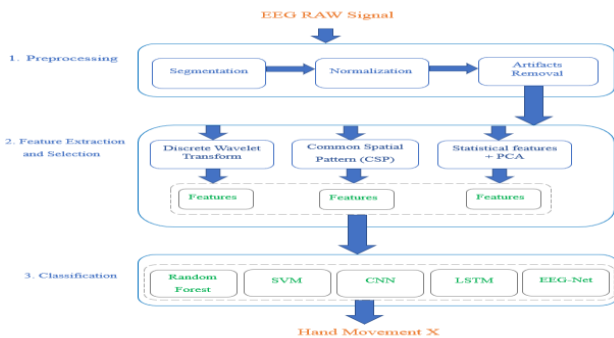 EEG RAW Signal
1. Preprocessing
Segmentation
Normalization
Artifacts
Removal
2. Feature Extraction
and Selection
Discrete Wavelet
Transform
Common Spatial
Pattern (CSP)
Statistical features
+ PCA
Features
Features
Features
3. Classification
Random
Forest
SVM
CNN
LSTM
EEG-Net
Hand Movement X